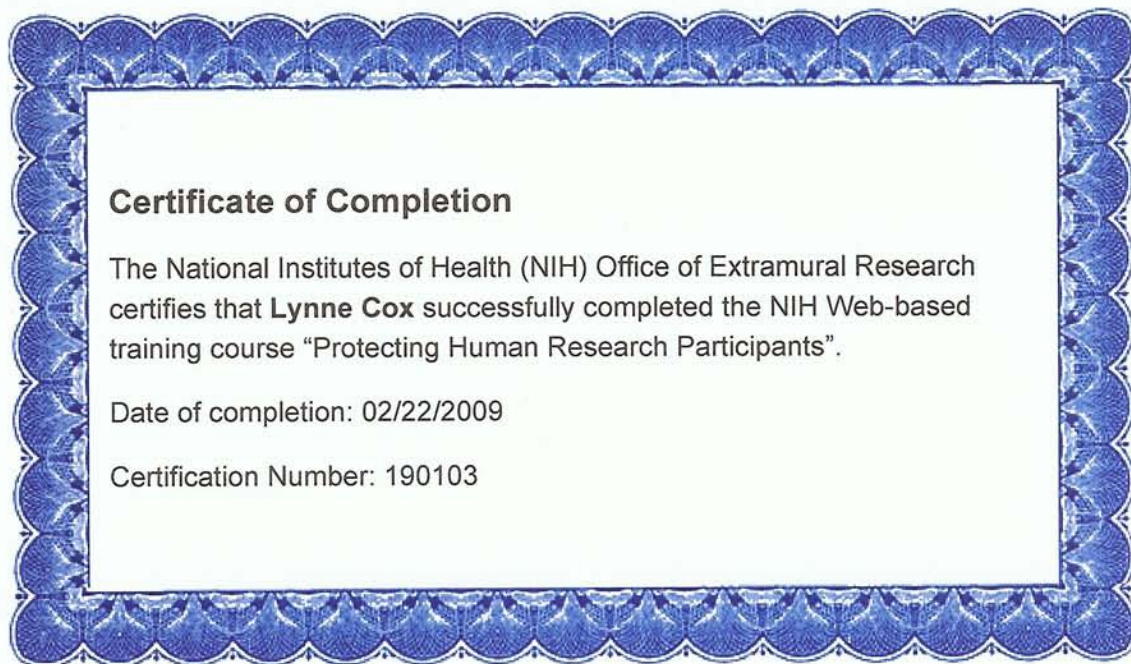 Certificate of Completion
The National Institutes of Health (NIH) Office of Extramural Research
certifies that Lynne Cox successfully completed the NIH Web-based
training course “Protecting Human Research Participants”.
Date of completion: 02/22/2009
Certification Number: 190103